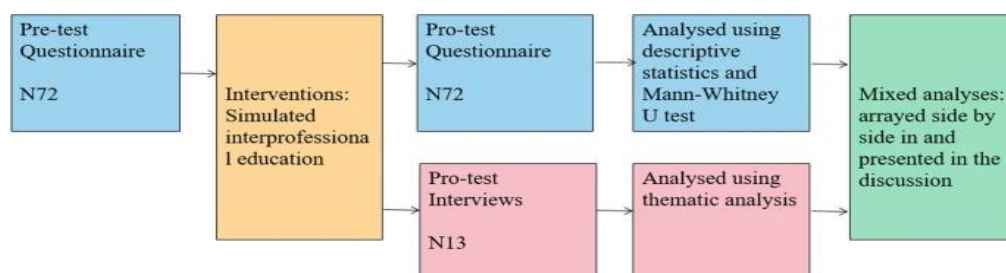 Pre-test
Questionnaire
N72
Interventions:
Simulated
interprofessiona
l education
Pro-test
Questionnaire
N72
Analysed using
descriptive
statistics and
Mann-Whitney
U test
Pro-test
Interviews
N13
Analysed using
thematic analysis
Mixed analyses:
arrayed side by
side in and
presented in the
discussion